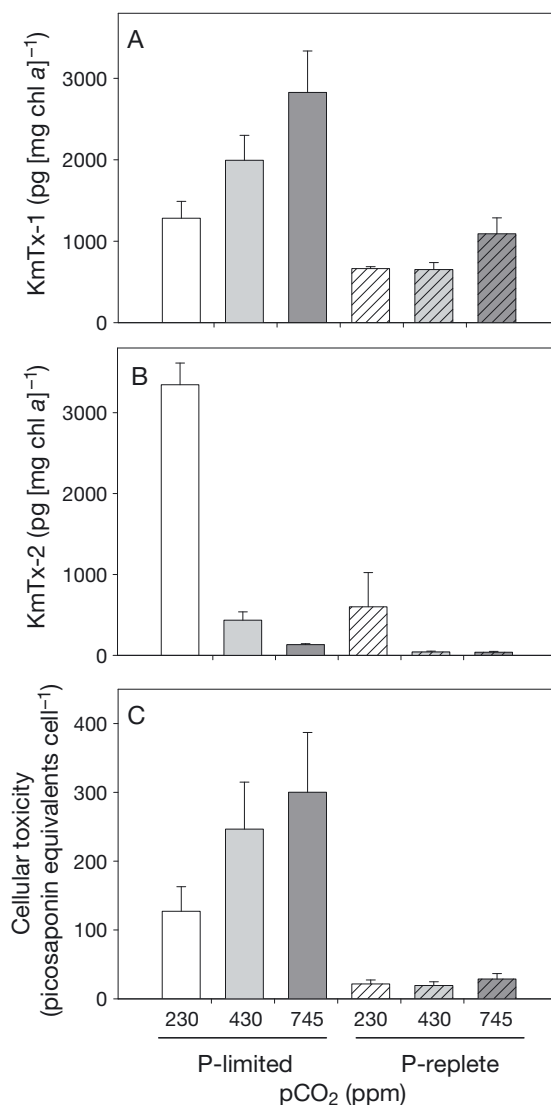 A
KmTx-1 (pg [mg chl a]⁻¹)
3000
2000
1000
0
B
KmTx-2 (pg [mg chl a]⁻¹)
3000
2000
1000
0
C
Cellular toxicity
(picosaponin equivalents cell⁻¹)
400
300
200
100
0
230 430 745 230 430 745
P-limited P-replete
pCO₂ (ppm)